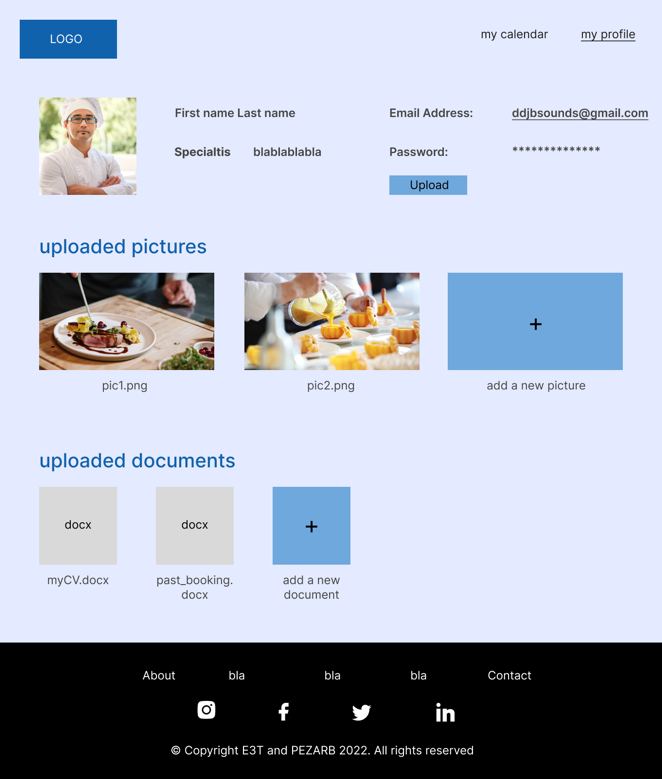 LOGO
my calendar
my profile
First name Last name
Email Address:
ddjbsounds@gmail.com
Specialtis
blablablabla
Password:
**************
Upload
uploaded pictures
+
pic1.png
pic2.png
add a new picture
uploaded documents
docx
docx
+
myCV.docx
past_booking.
docx
add a new
document
About
bla
bla
bla
Contact
© Copyright E3T and PEZARB 2022. All rights reserved